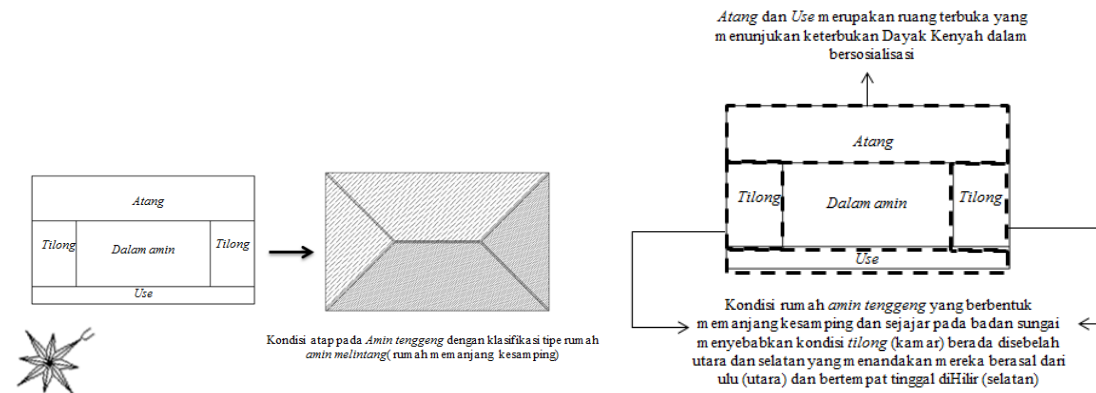 Atang
Tilong
Dalam amin
Tilong
Use
Kondisi atap pada Amin tenggeng dengan klasifikasi tipe rumah
amin melintang( rumah memanjang kesamping)
Atang dan Use merupakan ruang terbuka yang
menunjukan keterbukan Dayak Kenyah dalam
bersosialisasi
Atang
Tilong
Dalam amin
Tilong
Use
Kondisi rumah amin tenggeng yang berbentuk
memanjang kesamping dan sejajar pada badan sungai
menyebabkan kondisi tilong (kamar) berada disebelah
utara dan selatan yang menandakan mereka berasal dari
ulu (utara) dan bertempat tinggal diHilir (selatan)